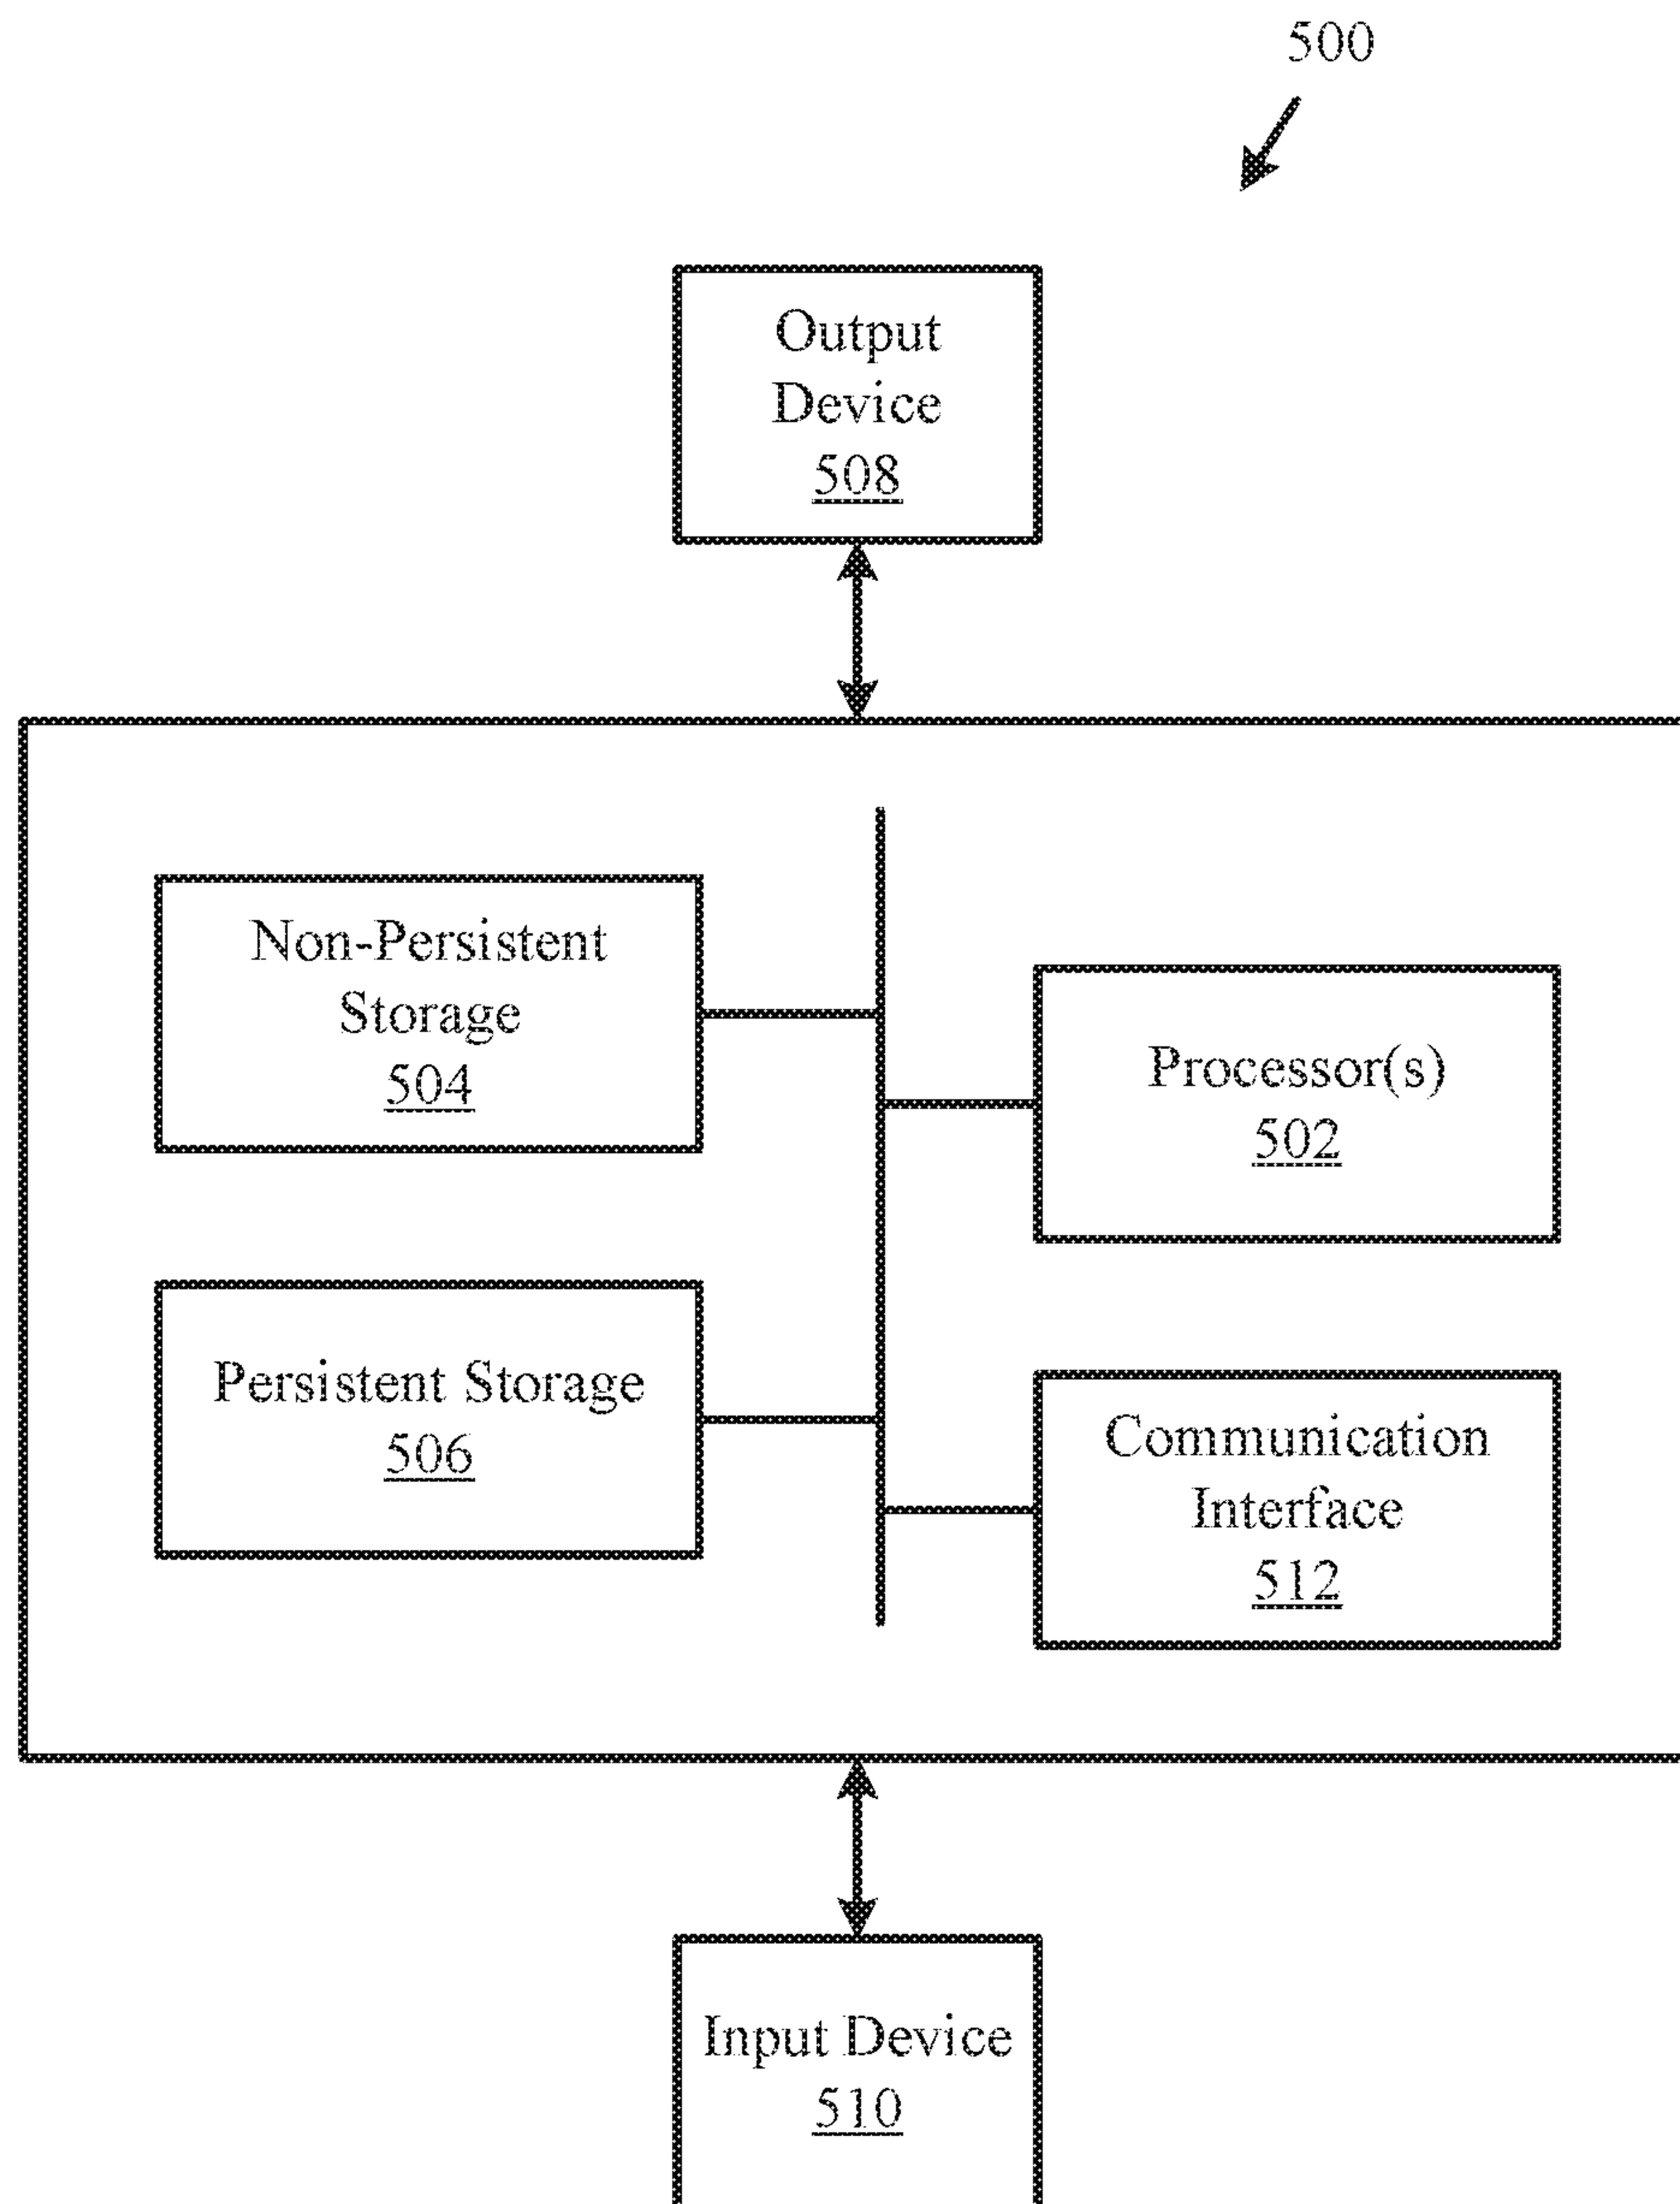 500
Output
Device
508
Non-Persistent
Storage
504
Processor(s)
502
Persistent Storage
506
Communication
Interface
512
Input Device
510